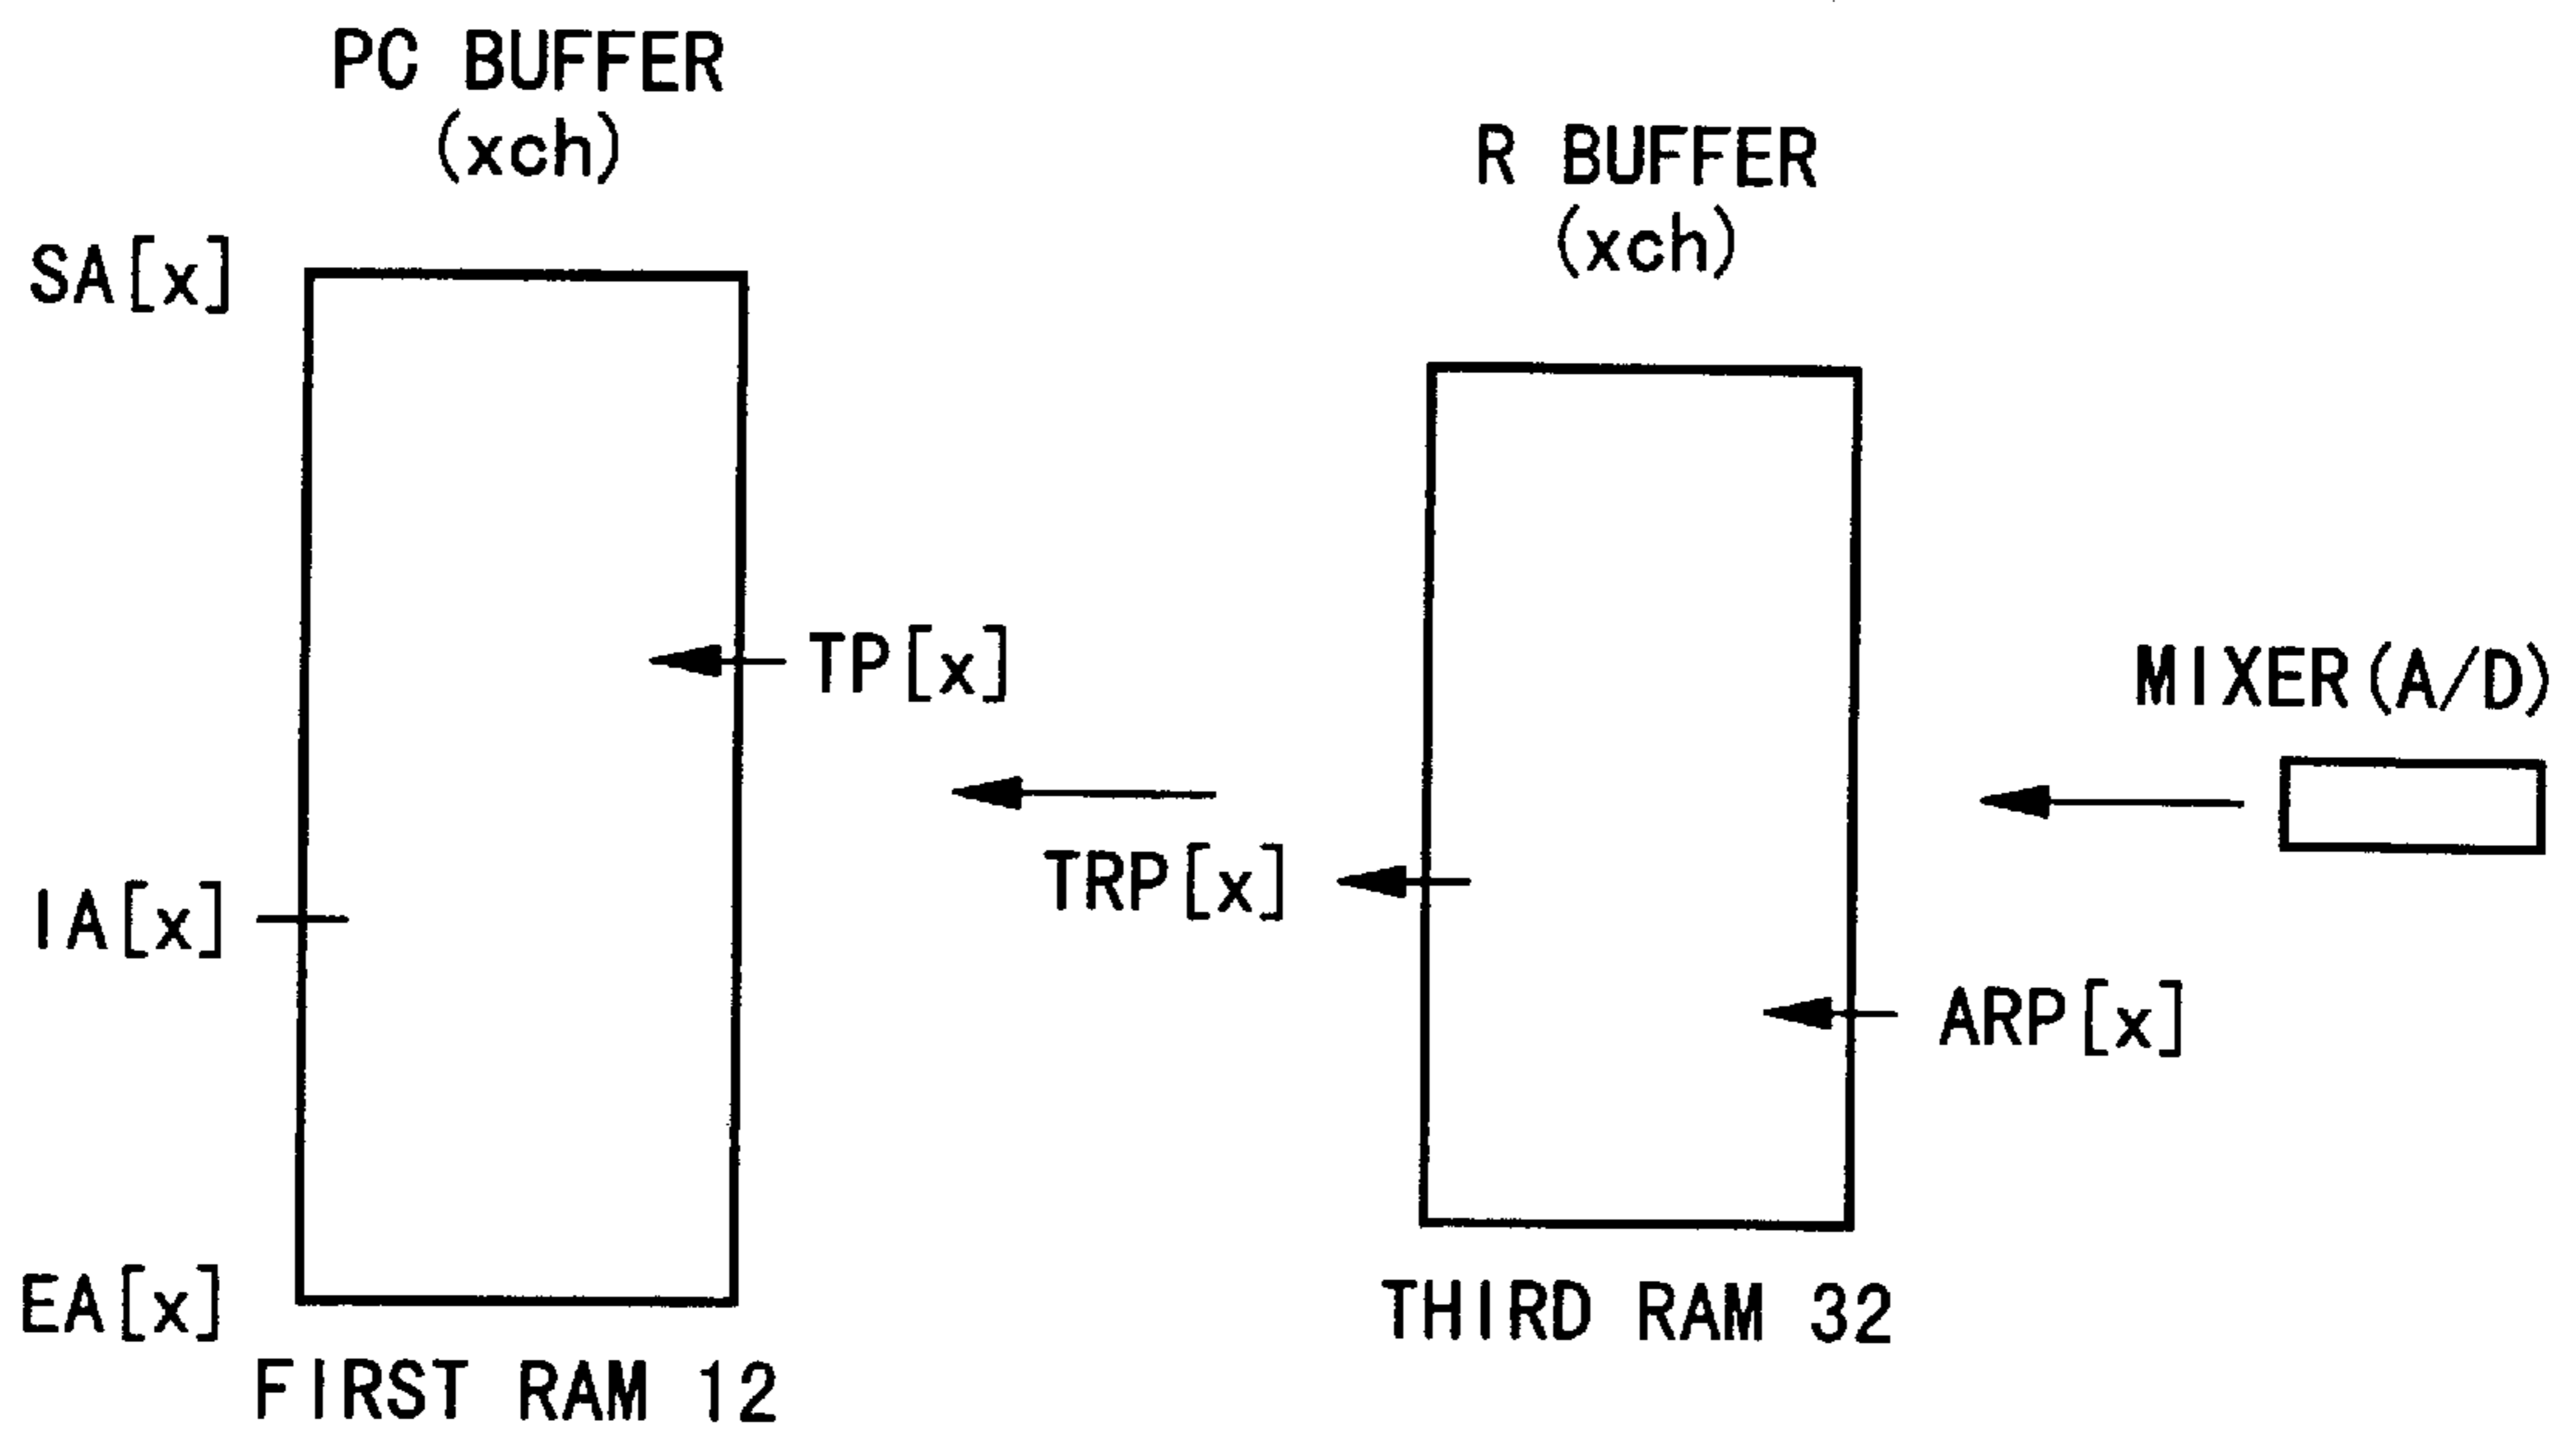 PC BUFFER
(xch)
R BUFFER
(xch)
SA[x]
TP[x]
MIXER(A/D)
TRP[x]
IA[x]
ARP[x]
EA[x]
THIRD RAM 32
FIRST RAM 12